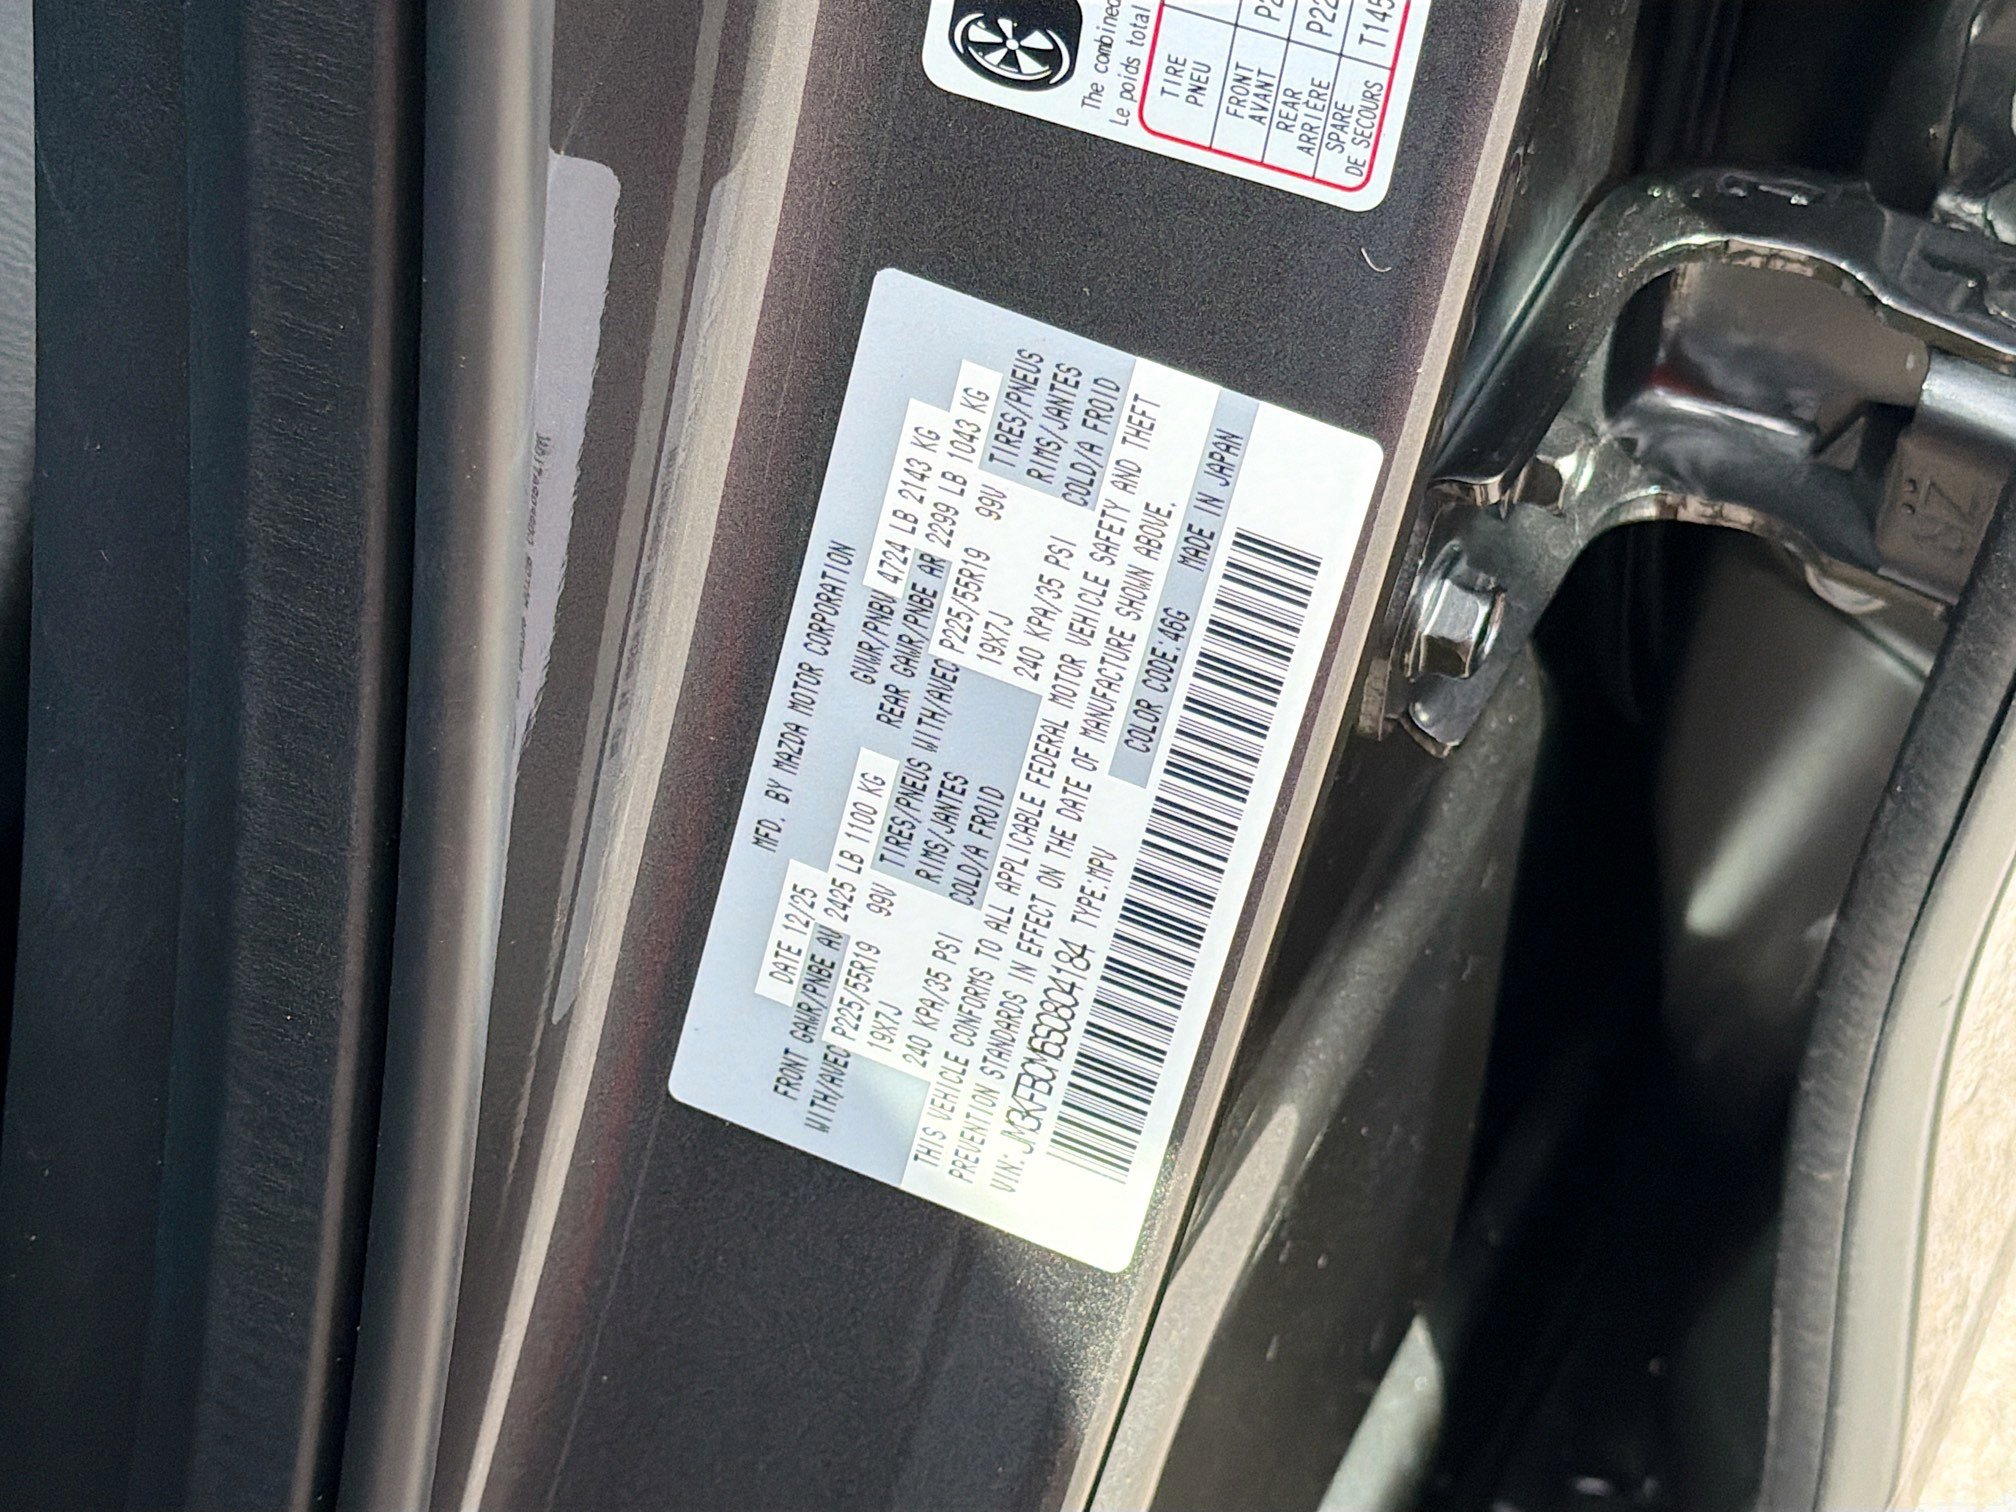 The combined
Le poids total
TIRE
PNEU
FRONT
AVANT
P2
REAR
ARRIÈRE
P22
SPARE
DE SECOURS
T145
MFD. BY MAZDA MOTOR CORPORATION
DATE 12/25 GVWR/PNBV 4724 LB 2143 KG
FRONT GAWR/PNBE AV 2425 LB 1100 KG REAR GAWR/PNBE AR 2299 LB 1043 KG
WITH/AVEC P225/55R19 99V TIRES/PNEUS WITH/AVEC P225/55R19 99V TIRES/PNEUS
19X7J RIMS/JANTES 19X7J RIMS/JANTES
240 KPA/35 PSI COLD/A FROID 240 KPA/35 PSI COLD/A FROID
THIS VEHICLE CONFORMS TO ALL APPLICABLE FEDERAL MOTOR VEHICLE SAFETY AND THEFT
PREVENTION STANDARDS IN EFFECT ON THE DATE OF MANUFACTURE SHOWN ABOVE.
VIN: JM3KFBCM6S0804184 TYPE:MPV COLOR CODE:46G MADE IN JAPAN